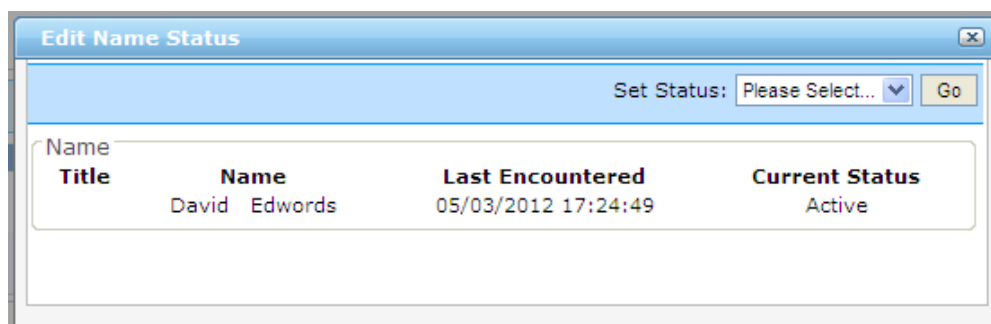 Edit Name Status
Set Status: Please Select... Go
Name
Title Name Last Encountered Current Status
David Edwords 05/03/2012 17:24:49 Active